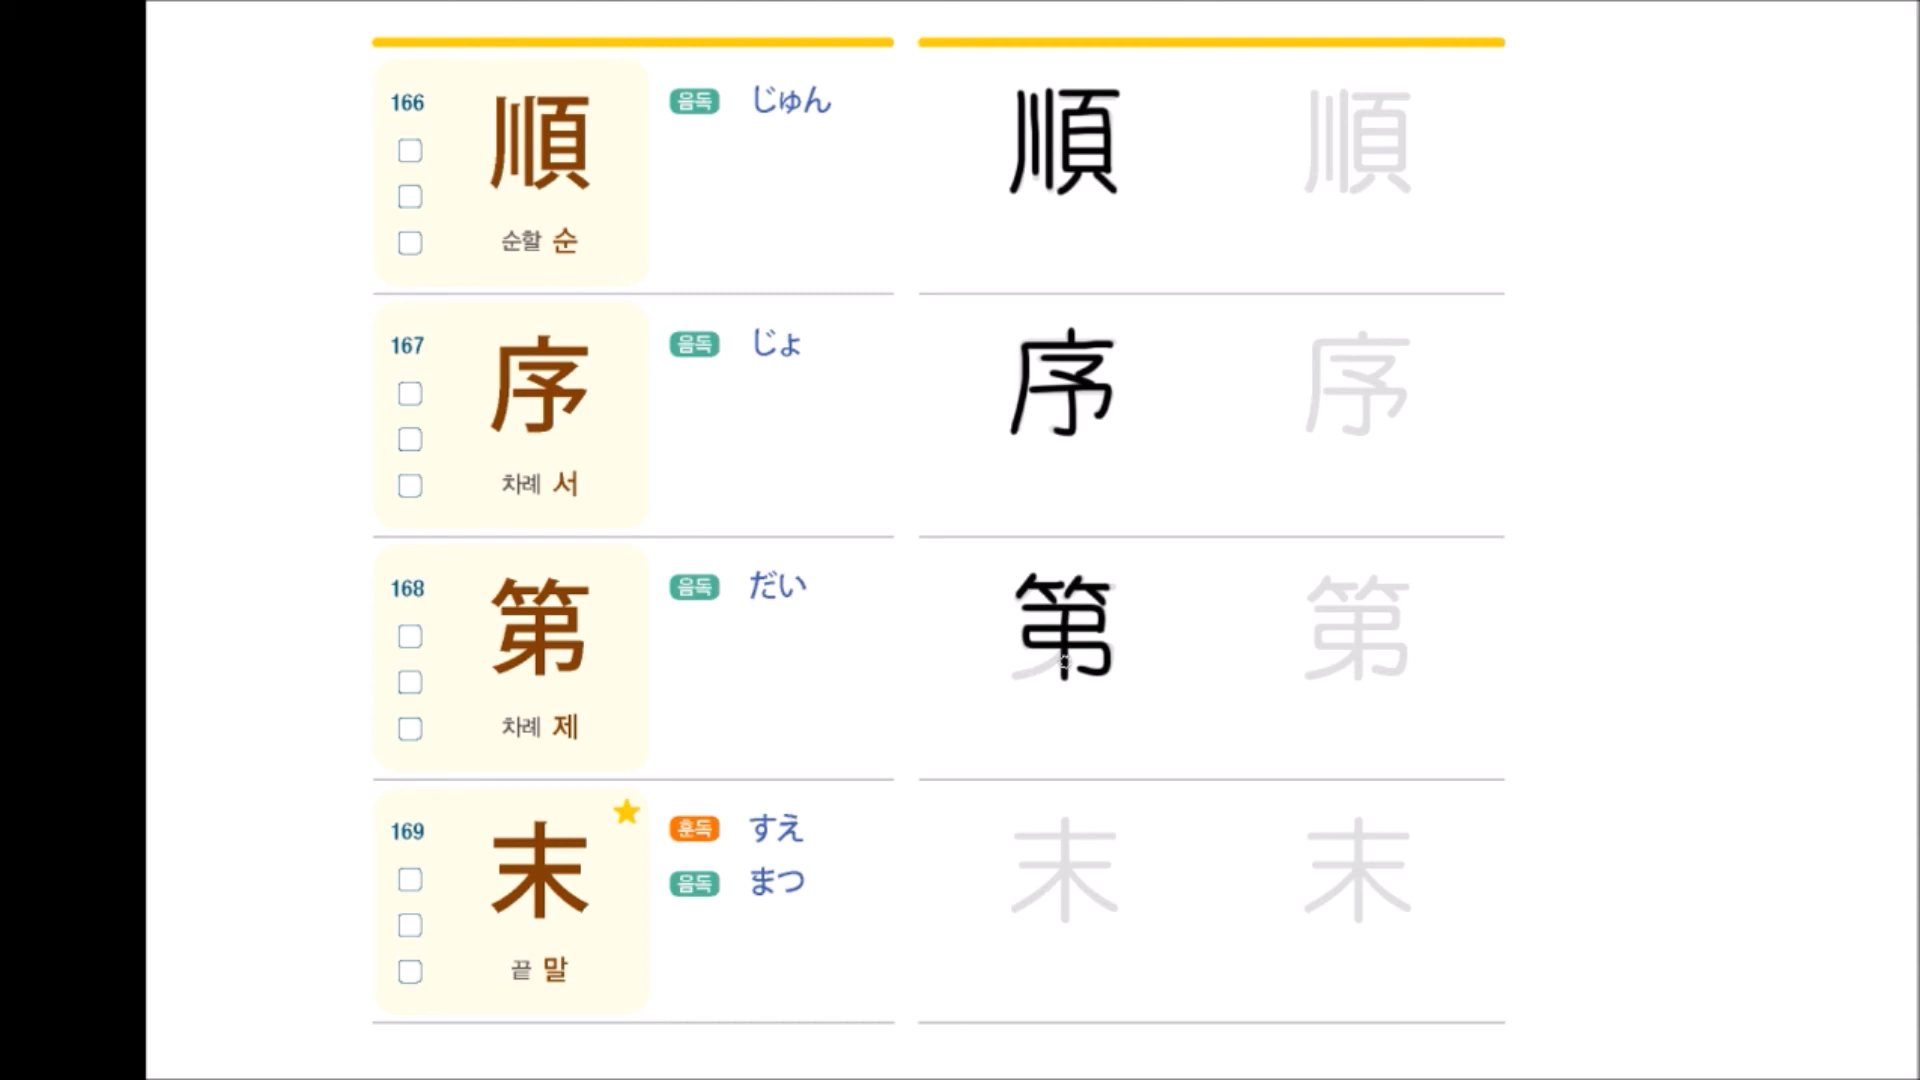 166 順 음독 じゅん 順 順
순할 순
167 序 음독 じょ 序 序
차례 서
168 第 음독 だい 第 第
차례 제
169 末 훈독 すえ 末 末
음독 まつ
끝 말